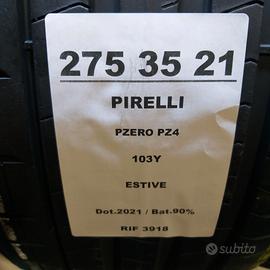 275 35 21
PIRELLI
PZERO PZ4
103Y
ESTIVE
Dot.2021 / Bat.90%
RIF 3918
subito